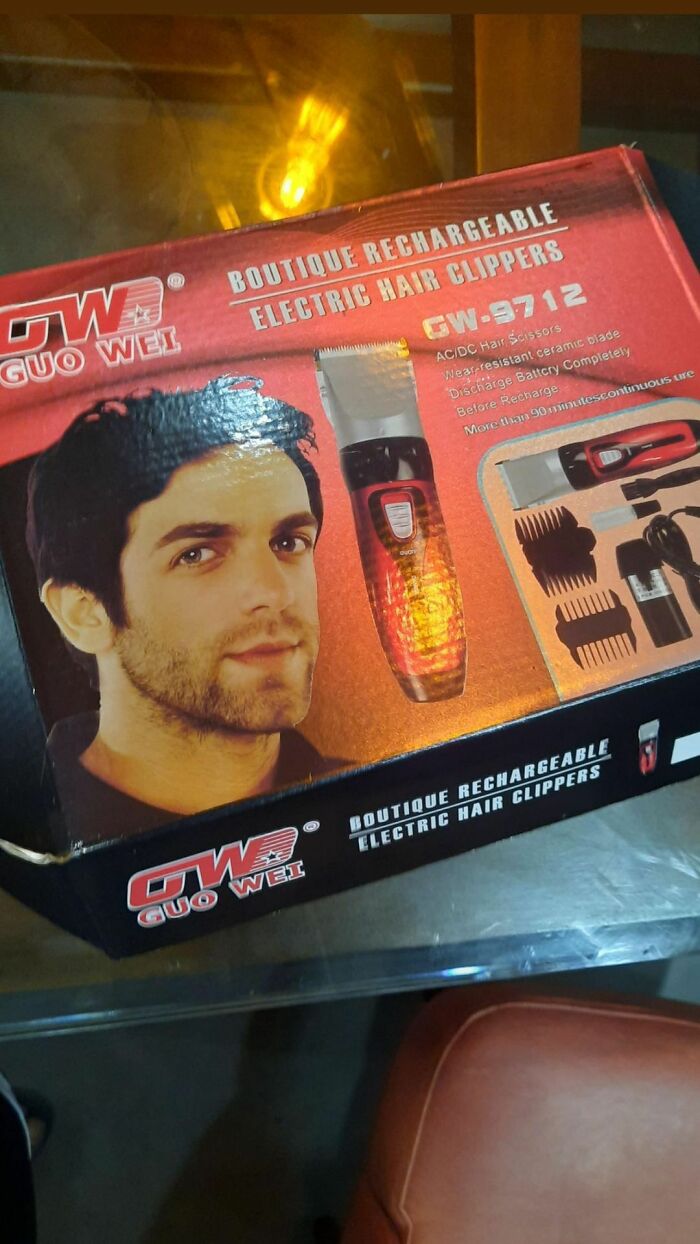 BOUTIQUE RECHARGEABLE
ELECTRIC HAIR CLIPPERS
GW®
GUO WEI
GW-9712
AC/DC Hair Scissors
Wear-resistant ceramic blade
Discharge Battery Completely
Before Recharge
More than 90 minutescontinuous ure
BOUTIQUE RECHARGEABLE
ELECTRIC HAIR CLIPPERS
GW®
GUO WEI